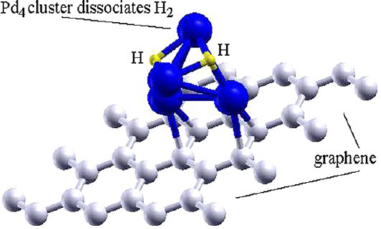 Pd4 cluster dissociates H2
H
H
graphene